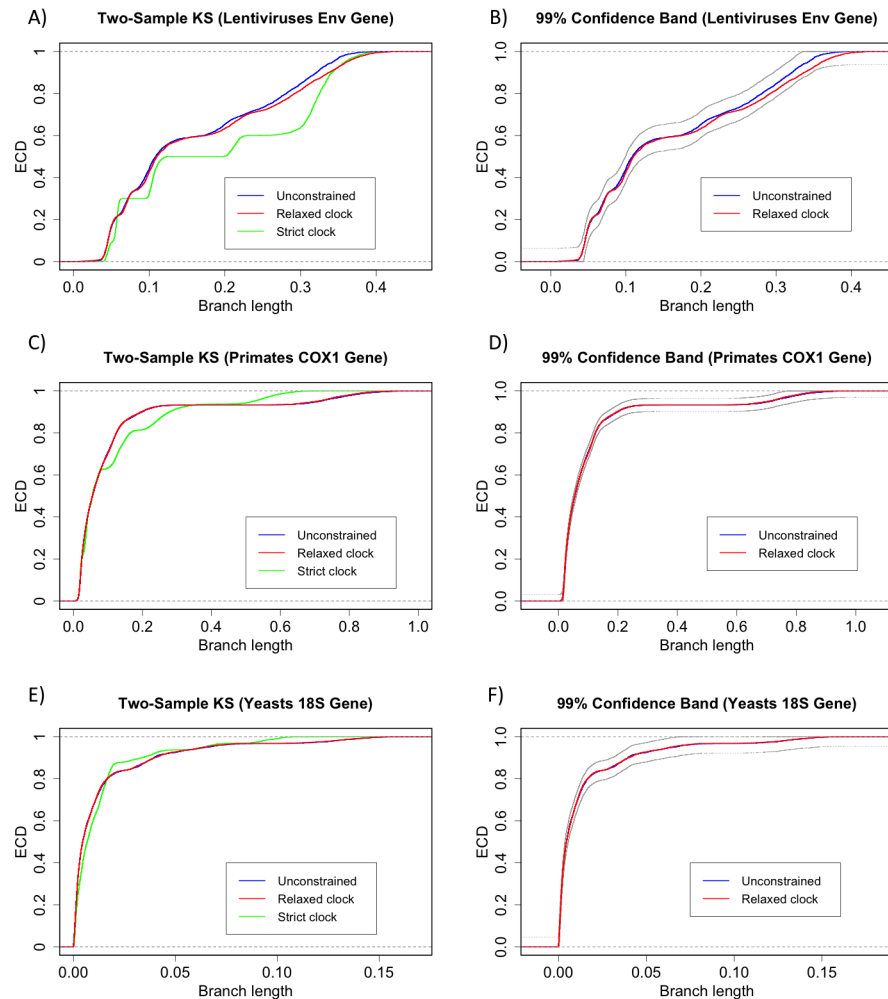 A)
Two-Sample KS (Lentiviruses Env Gene)
ECD
0 0.2 0.4 0.6 0.8 1
Unconstrained
Relaxed clock
Strict clock
0.0 0.1 0.2 0.3 0.4
Branch length
B)
99% Confidence Band (Lentiviruses Env Gene)
ECD
0 0.2 0.4 0.6 0.8 1
Unconstrained
Relaxed clock
0.0 0.1 0.2 0.3 0.4
Branch length
C)
Two-Sample KS (Primates COX1 Gene)
ECD
0 0.2 0.4 0.6 0.8 1
Unconstrained
Relaxed clock
Strict clock
0.0 0.2 0.4 0.6 0.8 1.0
Branch length
D)
99% Confidence Band (Primates COX1 Gene)
ECD
0 0.2 0.4 0.6 0.8 1
Unconstrained
Relaxed clock
0.0 0.2 0.4 0.6 0.8 1.0
Branch length
E)
Two-Sample KS (Yeasts 18S Gene)
ECD
0 0.2 0.4 0.6 0.8 1
Unconstrained
Relaxed clock
Strict clock
0.00 0.05 0.10 0.15
Branch length
F)
99% Confidence Band (Yeasts 18S Gene)
ECD
0 0.2 0.4 0.6 0.8 1
Unconstrained
Relaxed clock
0.00 0.05 0.10 0.15
Branch length